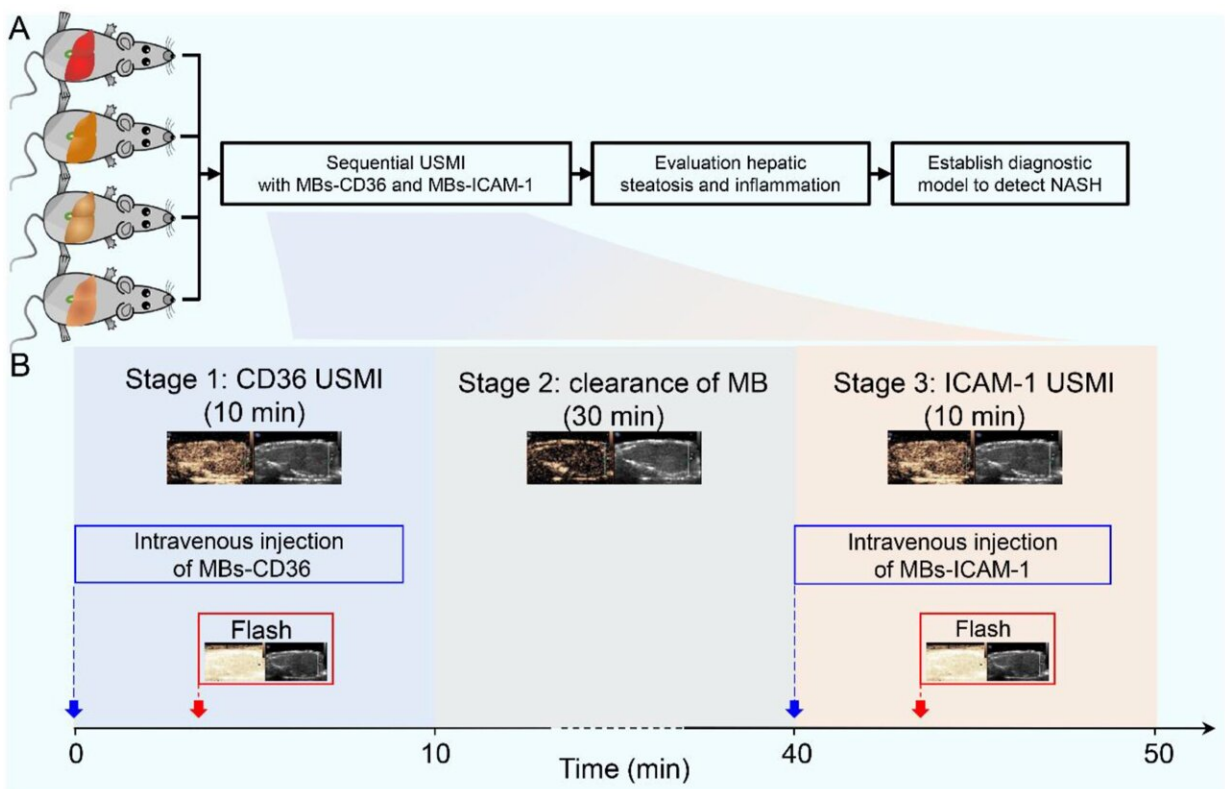 A
Sequential USMI
with MBs-CD36 and MBs-ICAM-1
Evaluation hepatic
steatosis and inflammation
Establish diagnostic
model to detect NASH
B
Stage 1: CD36 USMI
(10 min)
Stage 2: clearance of MB
(30 min)
Stage 3: ICAM-1 USMI
(10 min)
Intravenous injection
of MBs-CD36
Intravenous injection
of MBs-ICAM-1
Flash
Flash
0
10
40
50
Time (min)